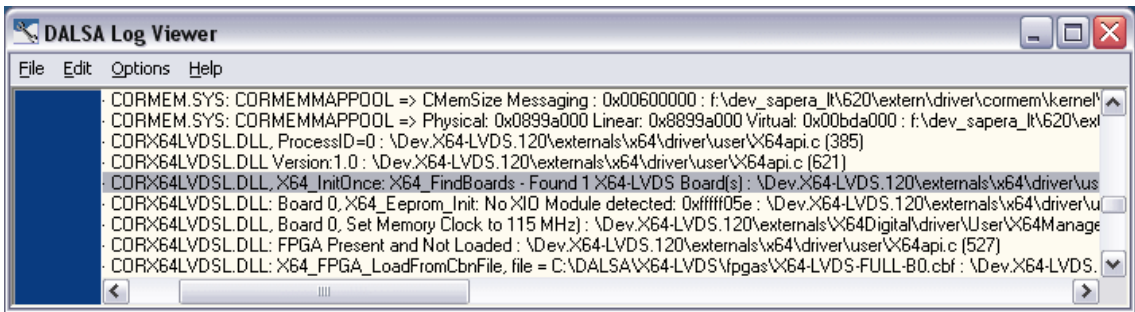 DALSA Log Viewer
File Edit Options Help
· CORMEM.SYS: CORMEMMAPPOOL => CMemSize Messaging : 0x00600000 : f:\dev_sapera_lt\620\extern\driver\cormem\kernel\
· CORMEM.SYS: CORMEMMAPPOOL => Physical: 0x0899a000 Linear: 0x8899a000 Virtual: 0x00bda000 : f:\dev_sapera_lt\620\ext
· CORX64LVDSL.DLL, ProcessID=0 : \Dev.X64-LVDS.120\externals\x64\driver\user\X64api.c (385)
· CORX64LVDSL.DLL Version:1.0 : \Dev.X64-LVDS.120\externals\x64\driver\user\X64api.c (621)
· CORX64LVDSL.DLL, X64_InitOnce: X64_FindBoards - Found 1 X64-LVDS Board(s) : \Dev.X64-LVDS.120\externals\x64\driver\us
· CORX64LVDSL.DLL: Board 0, X64_Eeprom_Init: No XIO Module detected: 0xfffff05e : \Dev.X64-LVDS.120\externals\x64\driver\u
· CORX64LVDSL.DLL, Board 0, Set Memory Clock to 115 MHz) : \Dev.X64-LVDS.120\externals\X64Digital\driver\User\X64Manage
· CORX64LVDSL.DLL: FPGA Present and Not Loaded : \Dev.X64-LVDS.120\externals\x64\driver\user\X64api.c (527)
· CORX64LVDSL.DLL: X64_FPGA_LoadFromCbnFile, file = C:\DALSA\X64-LVDS\fpgas\X64-LVDS-FULL-B0.cbf : \Dev.X64-LVDS.